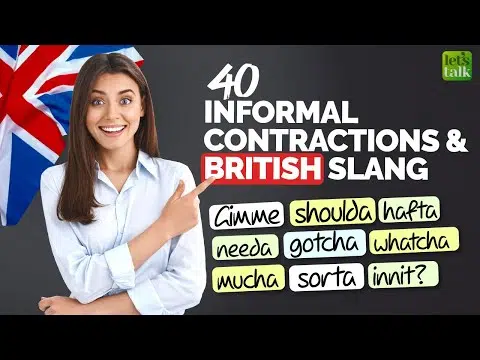 let's
talk
40
INFORMAL
CONTRACTIONS &
BRITISH SLANG
Gimme shoulda hafta
needa gotcha whatcha
mucha sorta innit?